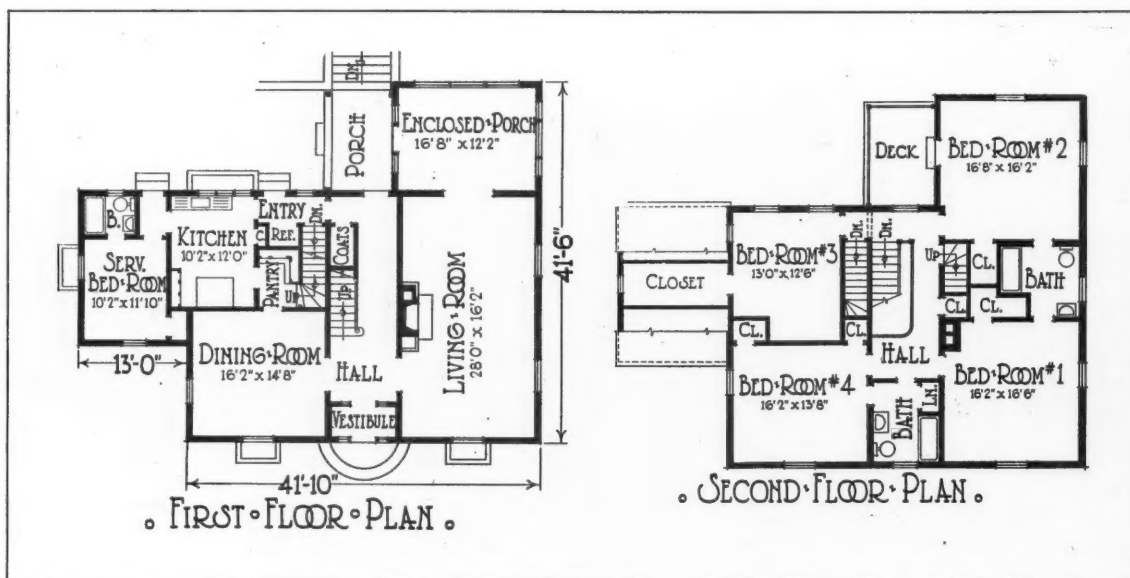 DN.
PORCH
ENCLOSED·PORCH
16'8" x 12'2"
B.
ENTRY
DN.
KITCHEN
10'2" x 12'0"
C.
REF.
COATS
SERV.
BED·ROOM
10'2" x 11'10"
PANTRY
UP
UP
LIVING·ROOM
28'0" x 16'2"
41'-6"
13'-0"
DINING·ROOM
16'2" x 14'8"
HALL
VESTIBULE
41'-10"
FIRST·FLOOR·PLAN
DECK
BED·ROOM #2
16'8" x 16'2"
BED·ROOM #3
13'0" x 12'6"
DN.
DN.
UP
CL.
BATH
CLOSET
CL.
CL.
CL.
CL.
HALL
BED·ROOM #4
16'2" x 13'8"
BATH
LN.
BED·ROOM #1
16'2" x 16'6"
SECOND·FLOOR·PLAN